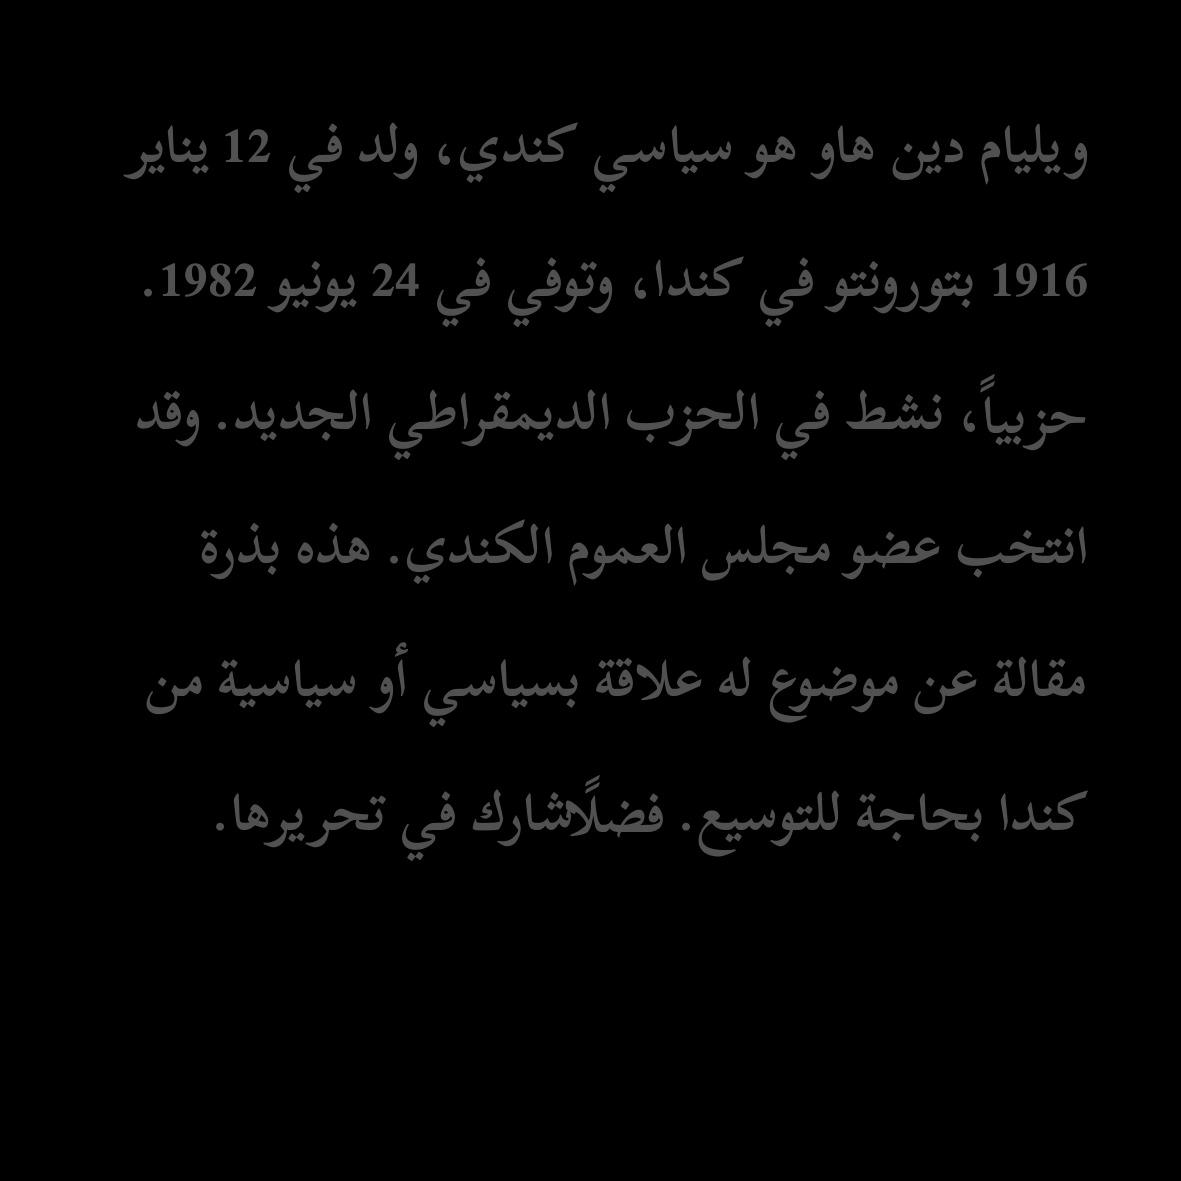 ويليام دين هاو هو سياسي كندي، ولد في 12 يناير
1916 بتورونتو في كندا، وتوفي في 24 يونيو 1982.
حزبياً، نشط في الحزب الديمقراطي الجديد. وقد
انتخب عضو مجلس العموم الكندي. هذه بذرة
مقالة عن موضوع له علاقة بسياسي أو سياسية من
كندا بحاجة للتوسيع. فضلًاشارك في تحريرها.